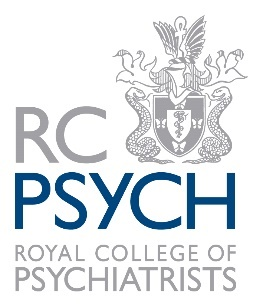 RC
PSYCH
ROYAL COLLEGE OF
PSYCHIATRISTS